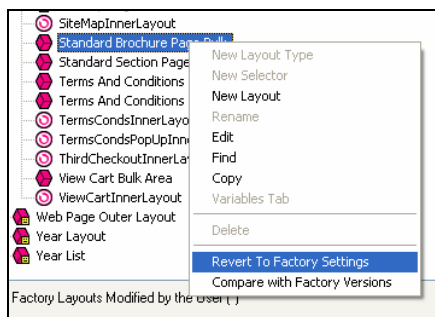 SiteMapInnerLayout
Standard Brochure Page
Standard Section Page
Terms And Conditions
Terms And Conditions
TermsCondsInnerLayo
TermsCondsPopUpInn
ThirdCheckoutInnerLa
View Cart Bulk Area
ViewCartInnerLayout
Web Page Outer Layout
Year Layout
Year List
New Layout Type
New Selector
New Layout
Rename
Edit
Find
Copy
Variables Tab
Delete
Revert To Factory Settings
Compare with Factory Versions
Factory Layouts Modified by the User ( )